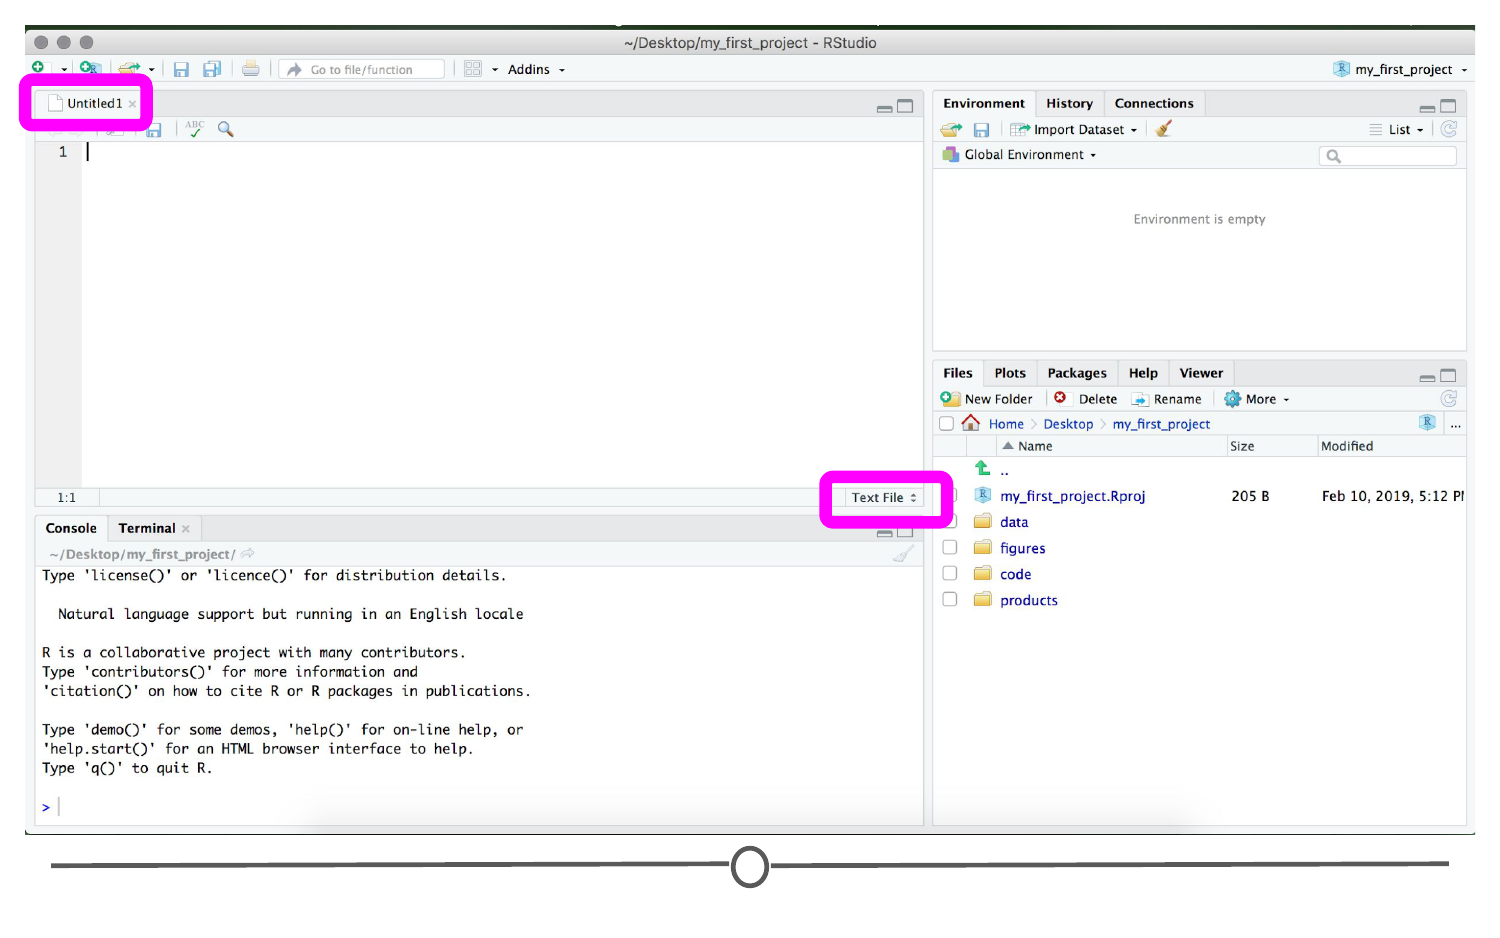 ~/Desktop/my_first_project - RStudio
Go to file/function
Addins
my_first_project
Untitled1
ABC
1
1:1
Text File
Console Terminal
~/Desktop/my_first_project/
Type 'license()' or 'licence()' for distribution details.
Natural language support but running in an English locale
R is a collaborative project with many contributors.
Type 'contributors()' for more information and
'citation()' on how to cite R or R packages in publications.
Type 'demo()' for some demos, 'help()' for on-line help, or
'help.start()' for an HTML browser interface to help.
Type 'q()' to quit R.
>
Environment History Connections
Import Dataset
List
Global Environment
Environment is empty
Files Plots Packages Help Viewer
New Folder Delete Rename More
Home Desktop my_first_project
...
Name Size Modified
..
my_first_project.Rproj 205 B Feb 10, 2019, 5:12 P
data
figures
code
products